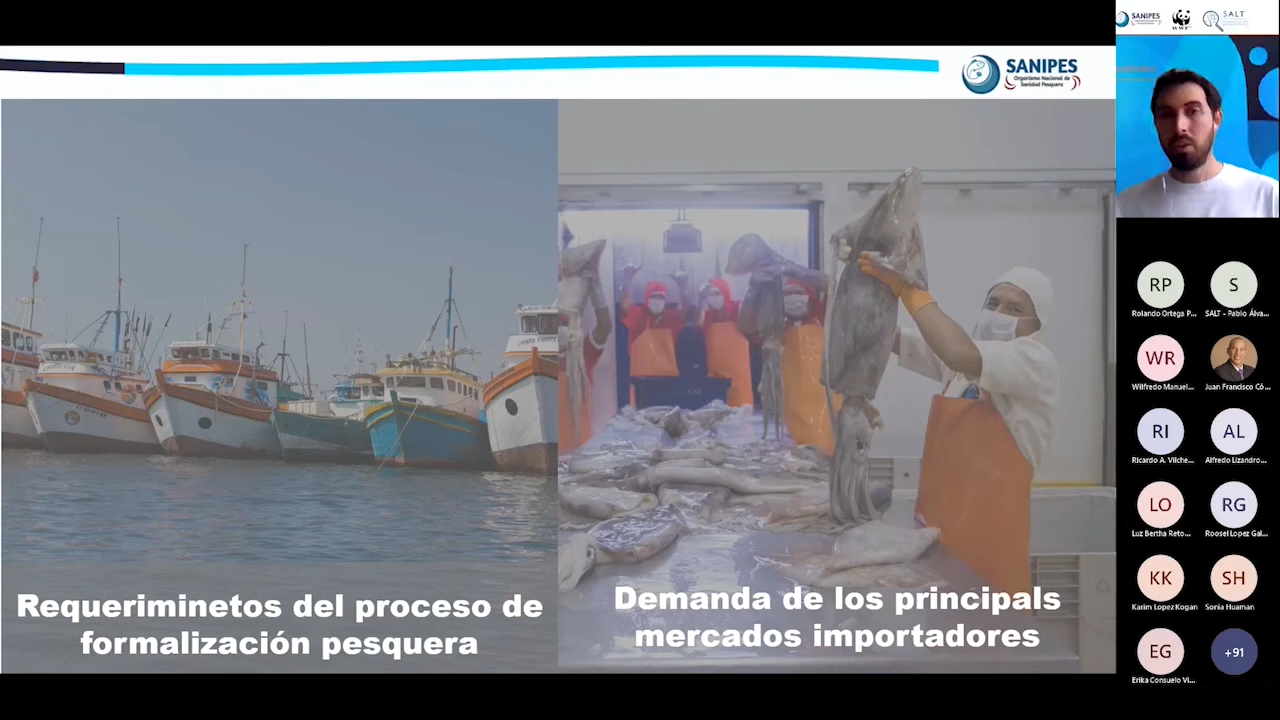 SANIPES
Organismo Nacional de
Sanidad Pesquera
Requeriminetos del proceso de
formalización pesquera
Demanda de los principals
mercados importadores
SANIPES
WWF
SALT
RP
Rolando Ortega P...
S
SALT - Pablo Álva...
WR
Wilfredo Manuel...
Juan Francisco Có...
RI
Ricardo A. Vilche...
AL
Alfredo Lizandro...
LO
Luz Bertha Reto...
RG
Roosel Lopez Gal...
KK
Karim Lopez Kogan
SH
Sonia Huaman
EG
Erika Consuelo Vi...
+91